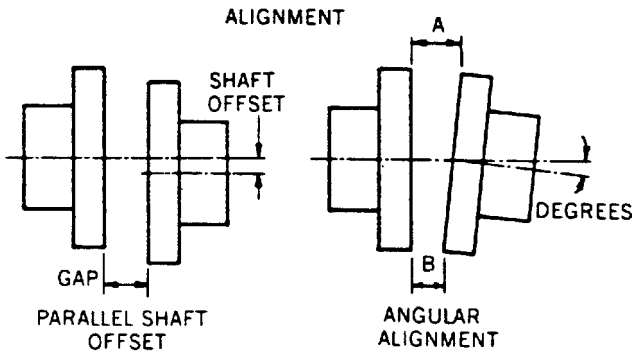 ALIGNMENT
A
SHAFT
OFFSET
DEGREES
GAP
B
PARALLEL SHAFT
OFFSET
ANGULAR
ALIGNMENT